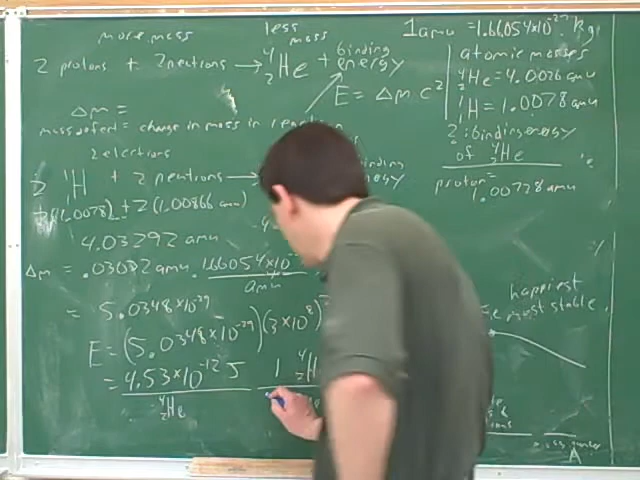 more mass
less mass
1amu = 1.66054×10⁻²⁷ kg
2 protons + 2 neutrons → ⁴₂He + binding energy
E = Δm c²
atomic masses
⁴₂He = 4.0026 amu
¹₁H = 1.0078 amu
2: binding energy
of ⁴₂He
proton =
1.00728 amu
Δm =
mass defect = change in mass in reaction
2 electrons
2 ¹₁H + 2 neutrons →
2(1.0078) + 2(1.00866 amu)
4.03292 amu
Δm = .03032 amu · 1.66054×10
amu
= 5.0348×10⁻²⁹
E = (5.0348×10⁻²⁹)(3×10⁸)²
= 4.53×10⁻¹² J
⁴₂He
1 ⁴₂H
happiest
most stable
A